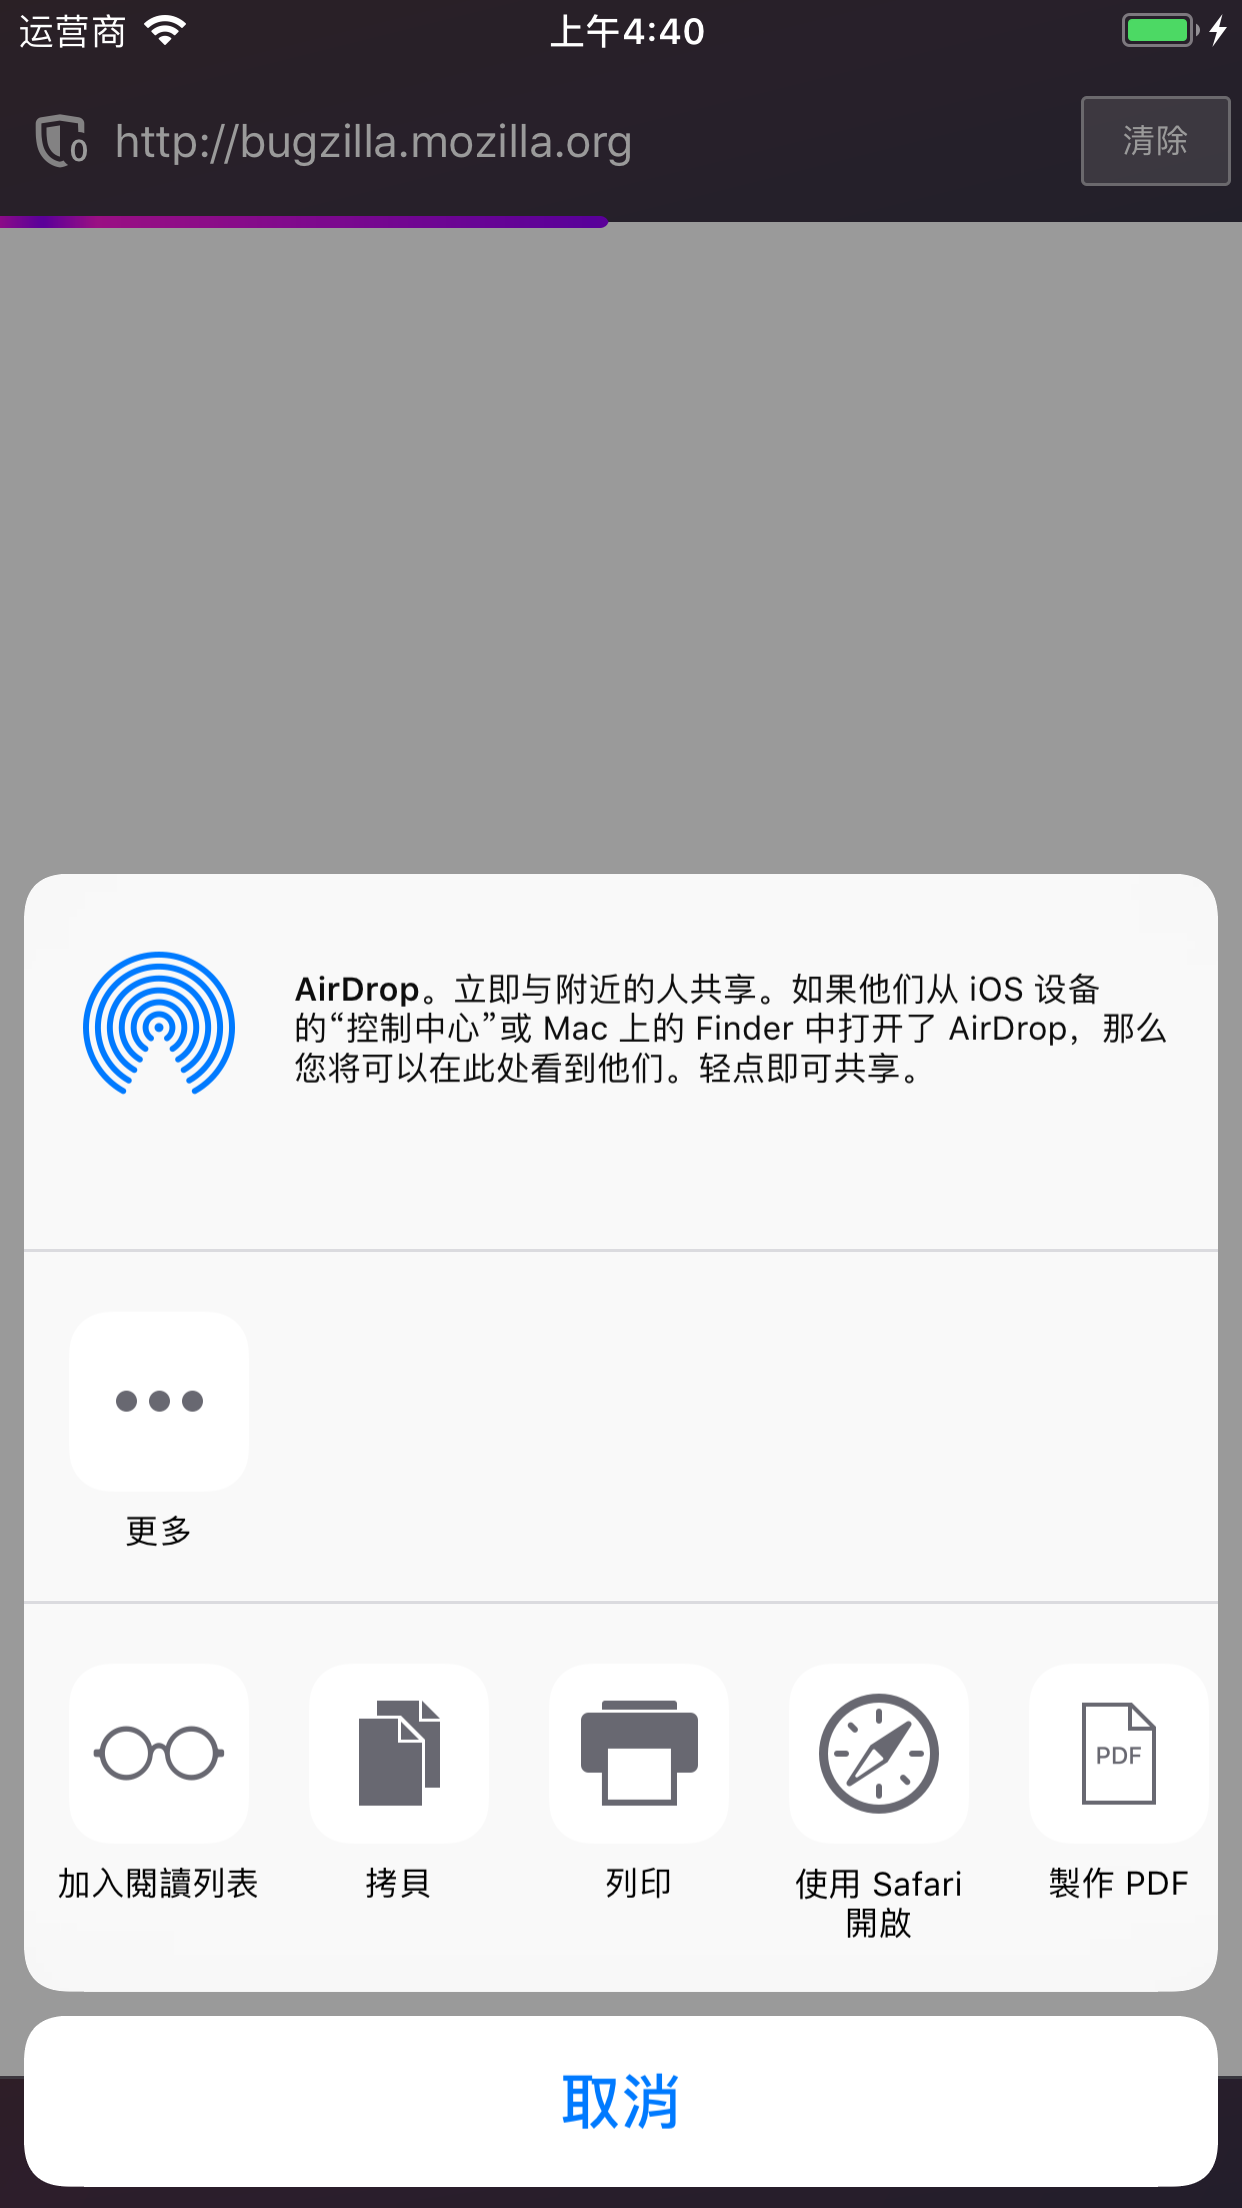 运营商
上午4:40
0
http://bugzilla.mozilla.org
清除
AirDrop。立即与附近的人共享。如果他们从 iOS 设备
的“控制中心”或 Mac 上的 Finder 中打开了 AirDrop，那么
您将可以在此处看到他们。轻点即可共享。
更多
加入閱讀列表
拷貝
列印
使用 Safari
開啟
PDF
製作 PDF
取消